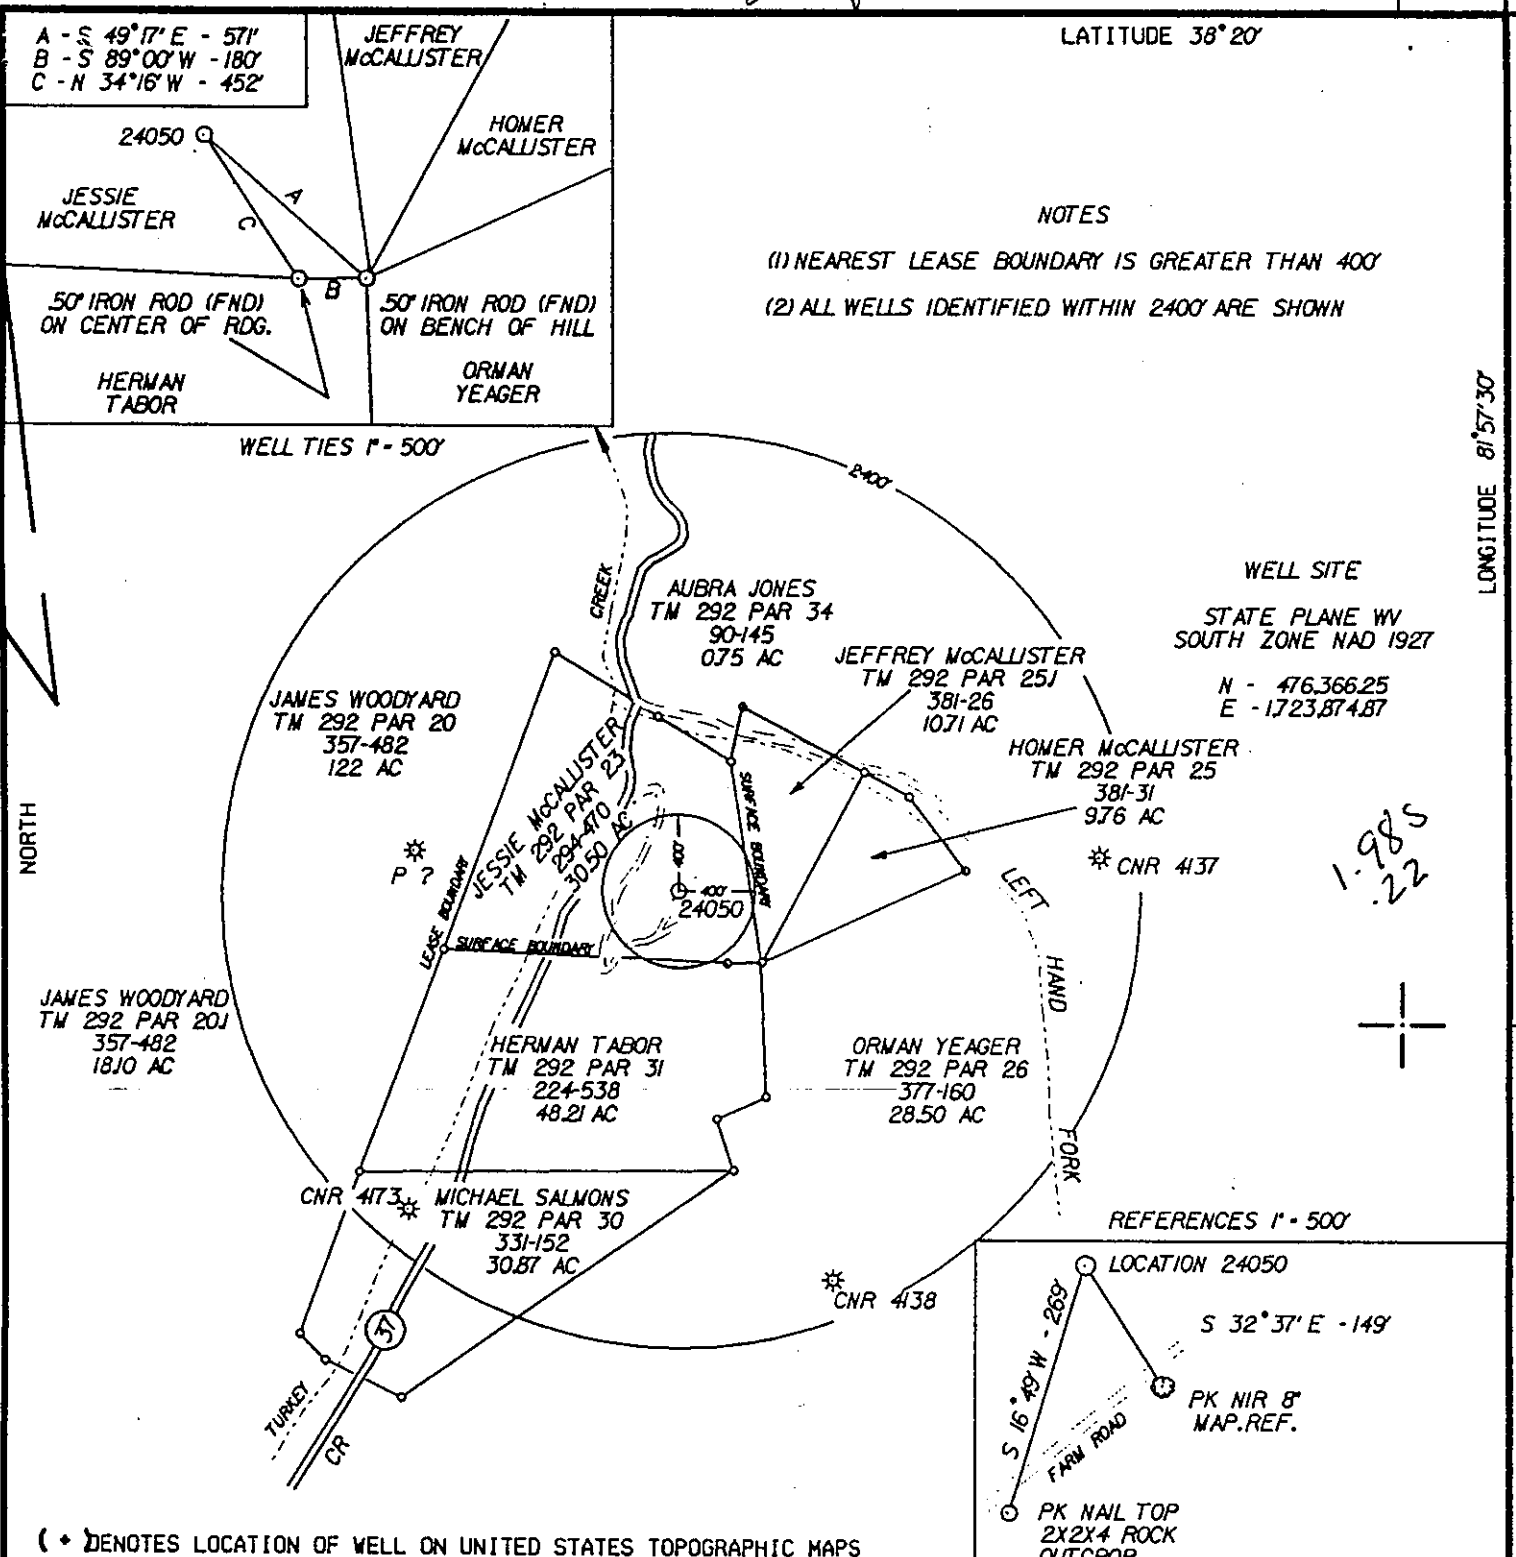 A - S 49°17' E - 571'
B - S 89°00' W - 180'
C - N 34°16' W - 452'
JEFFREY
McCALLISTER
HOMER
McCALLISTER
24050
A
C
JESSIE
McCALLISTER
B
.50" IRON ROD (FND)
ON CENTER OF RDG.
.50" IRON ROD (FND)
ON BENCH OF HILL
HERMAN
TABOR
ORMAN
YEAGER
WELL TIES 1" - 500'
LATITUDE 38°20'
NOTES
(1) NEAREST LEASE BOUNDARY IS GREATER THAN 400'
(2) ALL WELLS IDENTIFIED WITHIN 2400' ARE SHOWN
LONGITUDE 81°57'30"
NORTH
2400'
CREEK
AUBRA JONES
TM 292 PAR 34
90-145
0.75 AC
WELL SITE
STATE PLANE WV
SOUTH ZONE NAD 1927
N - 476,366.25
E - 1,723,874.87
JEFFREY McCALLISTER
TM 292 PAR 25.1
381-26
10.71 AC
JAMES WOODYARD
TM 292 PAR 20
357-482
122 AC
HOMER McCALLISTER
TM 292 PAR 25
381-31
9.76 AC
JESSIE McCALLISTER
TM 292 PAR 23
294-470
30.50 AC
SURFACE BOUNDARY
1.985
.22
P ?
CNR 4137
400'
400'
24050
LEASE BOUNDARY
SURFACE BOUNDARY
LEFT
HAND
FORK
JAMES WOODYARD
TM 292 PAR 20.1
357-482
18.10 AC
HERMAN TABOR
TM 292 PAR 31
224-538
48.21 AC
ORMAN YEAGER
TM 292 PAR 26
377-160
28.50 AC
CNR 4173
MICHAEL SALMONS
TM 292 PAR 30
331-152
30.87 AC
CNR 4138
37
TURKEY
CR
REFERENCES 1" - 500'
LOCATION 24050
S 16°49' W - 269'
S 32°37' E - 149'
PK NIR 8"
MAP.REF.
FARM ROAD
PK NAIL TOP
2X2X4 ROCK
OUTCROP
( + ) DENOTES LOCATION OF WELL ON UNITED STATES TOPOGRAPHIC MAPS